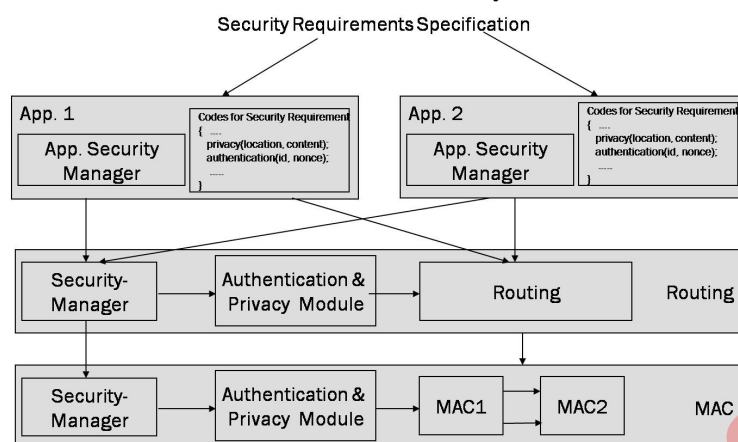 Security Requirements Specification
App. 1
App. Security
Manager
Codes for Security Requirement
{ ....
privacy(location, content);
authentication(id, nonce);
.....
}
App. 2
App. Security
Manager
Codes for Security Requirement
{ ....
privacy(location, content);
authentication(id, nonce);
.....
}
Security-
Manager
Authentication &
Privacy Module
Routing
Routing
Security-
Manager
Authentication &
Privacy Module
MAC1
MAC2
MAC